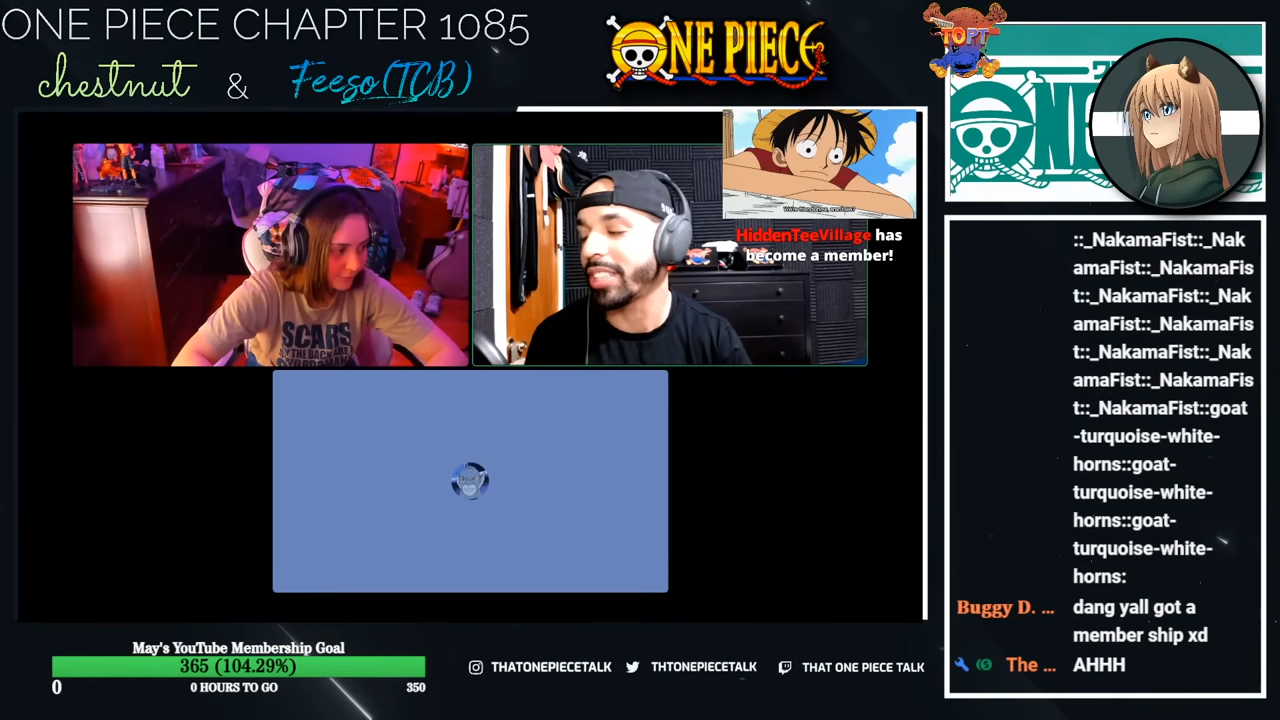 ONE PIECE CHAPTER 1085
chestnut & Feeso(TCB)
ONE PIECE
TOPT
HiddenTeeVillage has
become a member!
SCARS
::_NakamaFist::_Nak
amaFist::_NakamaFis
t::_NakamaFist::_Nak
amaFist::_NakamaFis
t::_NakamaFist::_Nak
amaFist::_NakamaFis
t::_NakamaFist::goat
-turquoise-white-
horns::goat-
turquoise-white-
horns::goat-
turquoise-white-
horns:
Buggy D. ... dang yall got a
member ship xd
The ... AHHH
May's YouTube Membership Goal
365 (104.29%)
0 0 HOURS TO GO 350
THATONEPIECETALK THTONEPIECETALK THAT ONE PIECE TALK